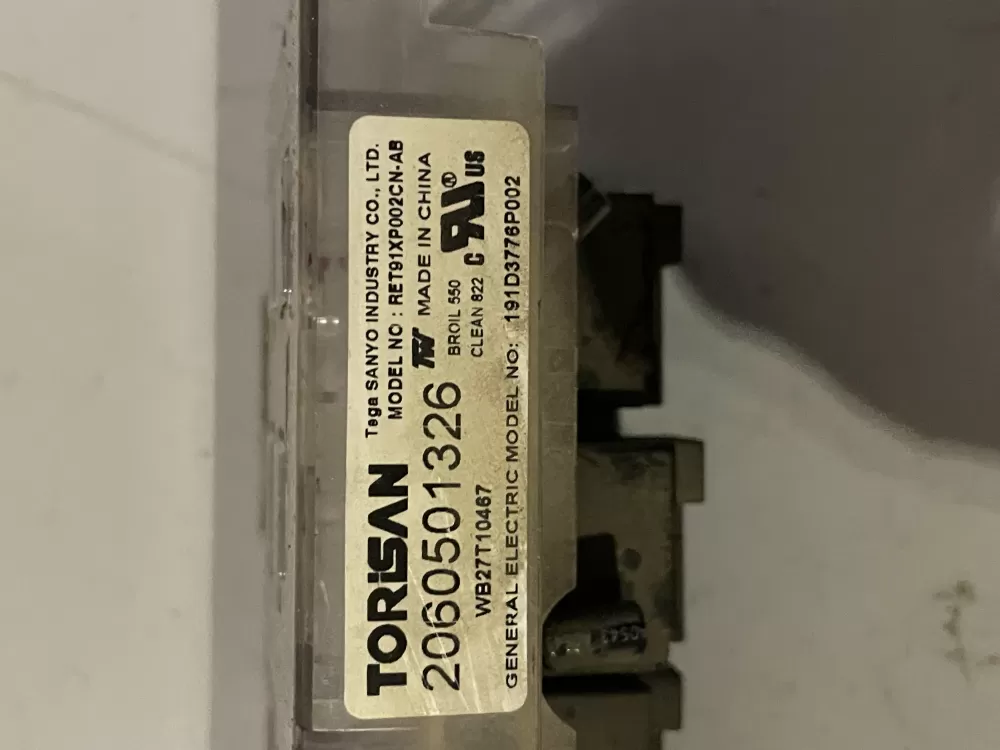 TORiSAN Tega SANYO INDUSTRY CO., LTD.
MODEL NO : RET91XP002CN-AB
2060501326 MADE IN CHINA
BROIL 550
WB27T10467 CLEAN 822 C US
GENERAL ELECTRIC MODEL NO: 191D3776P002